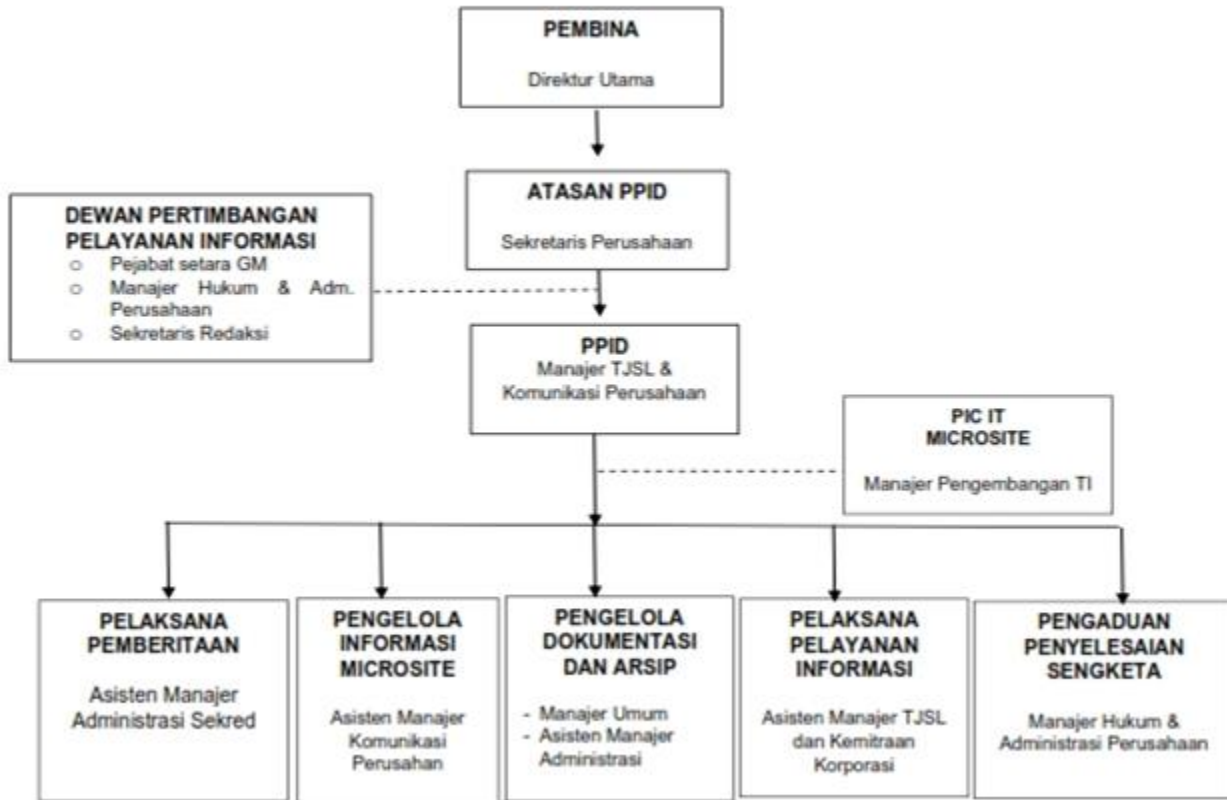 PEMBINA
Direktur Utama
ATASAN PPID
Sekretaris Perusahaan
DEWAN PERTIMBANGAN
PELAYANAN INFORMASI
o Pejabat setara GM
o Manajer Hukum & Adm.
Perusahaan
o Sekretaris Redaksi
PPID
Manajer TJSL &
Komunikasi Perusahaan
PIC IT
MICROSITE
Manajer Pengembangan TI
PELAKSANA
PEMBERITAAN
Asisten Manajer
Administrasi Sekred
PENGELOLA
INFORMASI
MICROSITE
Asisten Manajer
Komunikasi
Perusahan
PENGELOLA
DOKUMENTASI
DAN ARSIP
- Manajer Umum
- Asisten Manajer
Administrasi
PELAKSANA
PELAYANAN
INFORMASI
Asisten Manajer TJSL
dan Kemitraan
Korporasi
PENGADUAN
PENYELESAIAN
SENGKETA
Manajer Hukum &
Administrasi Perusahaan